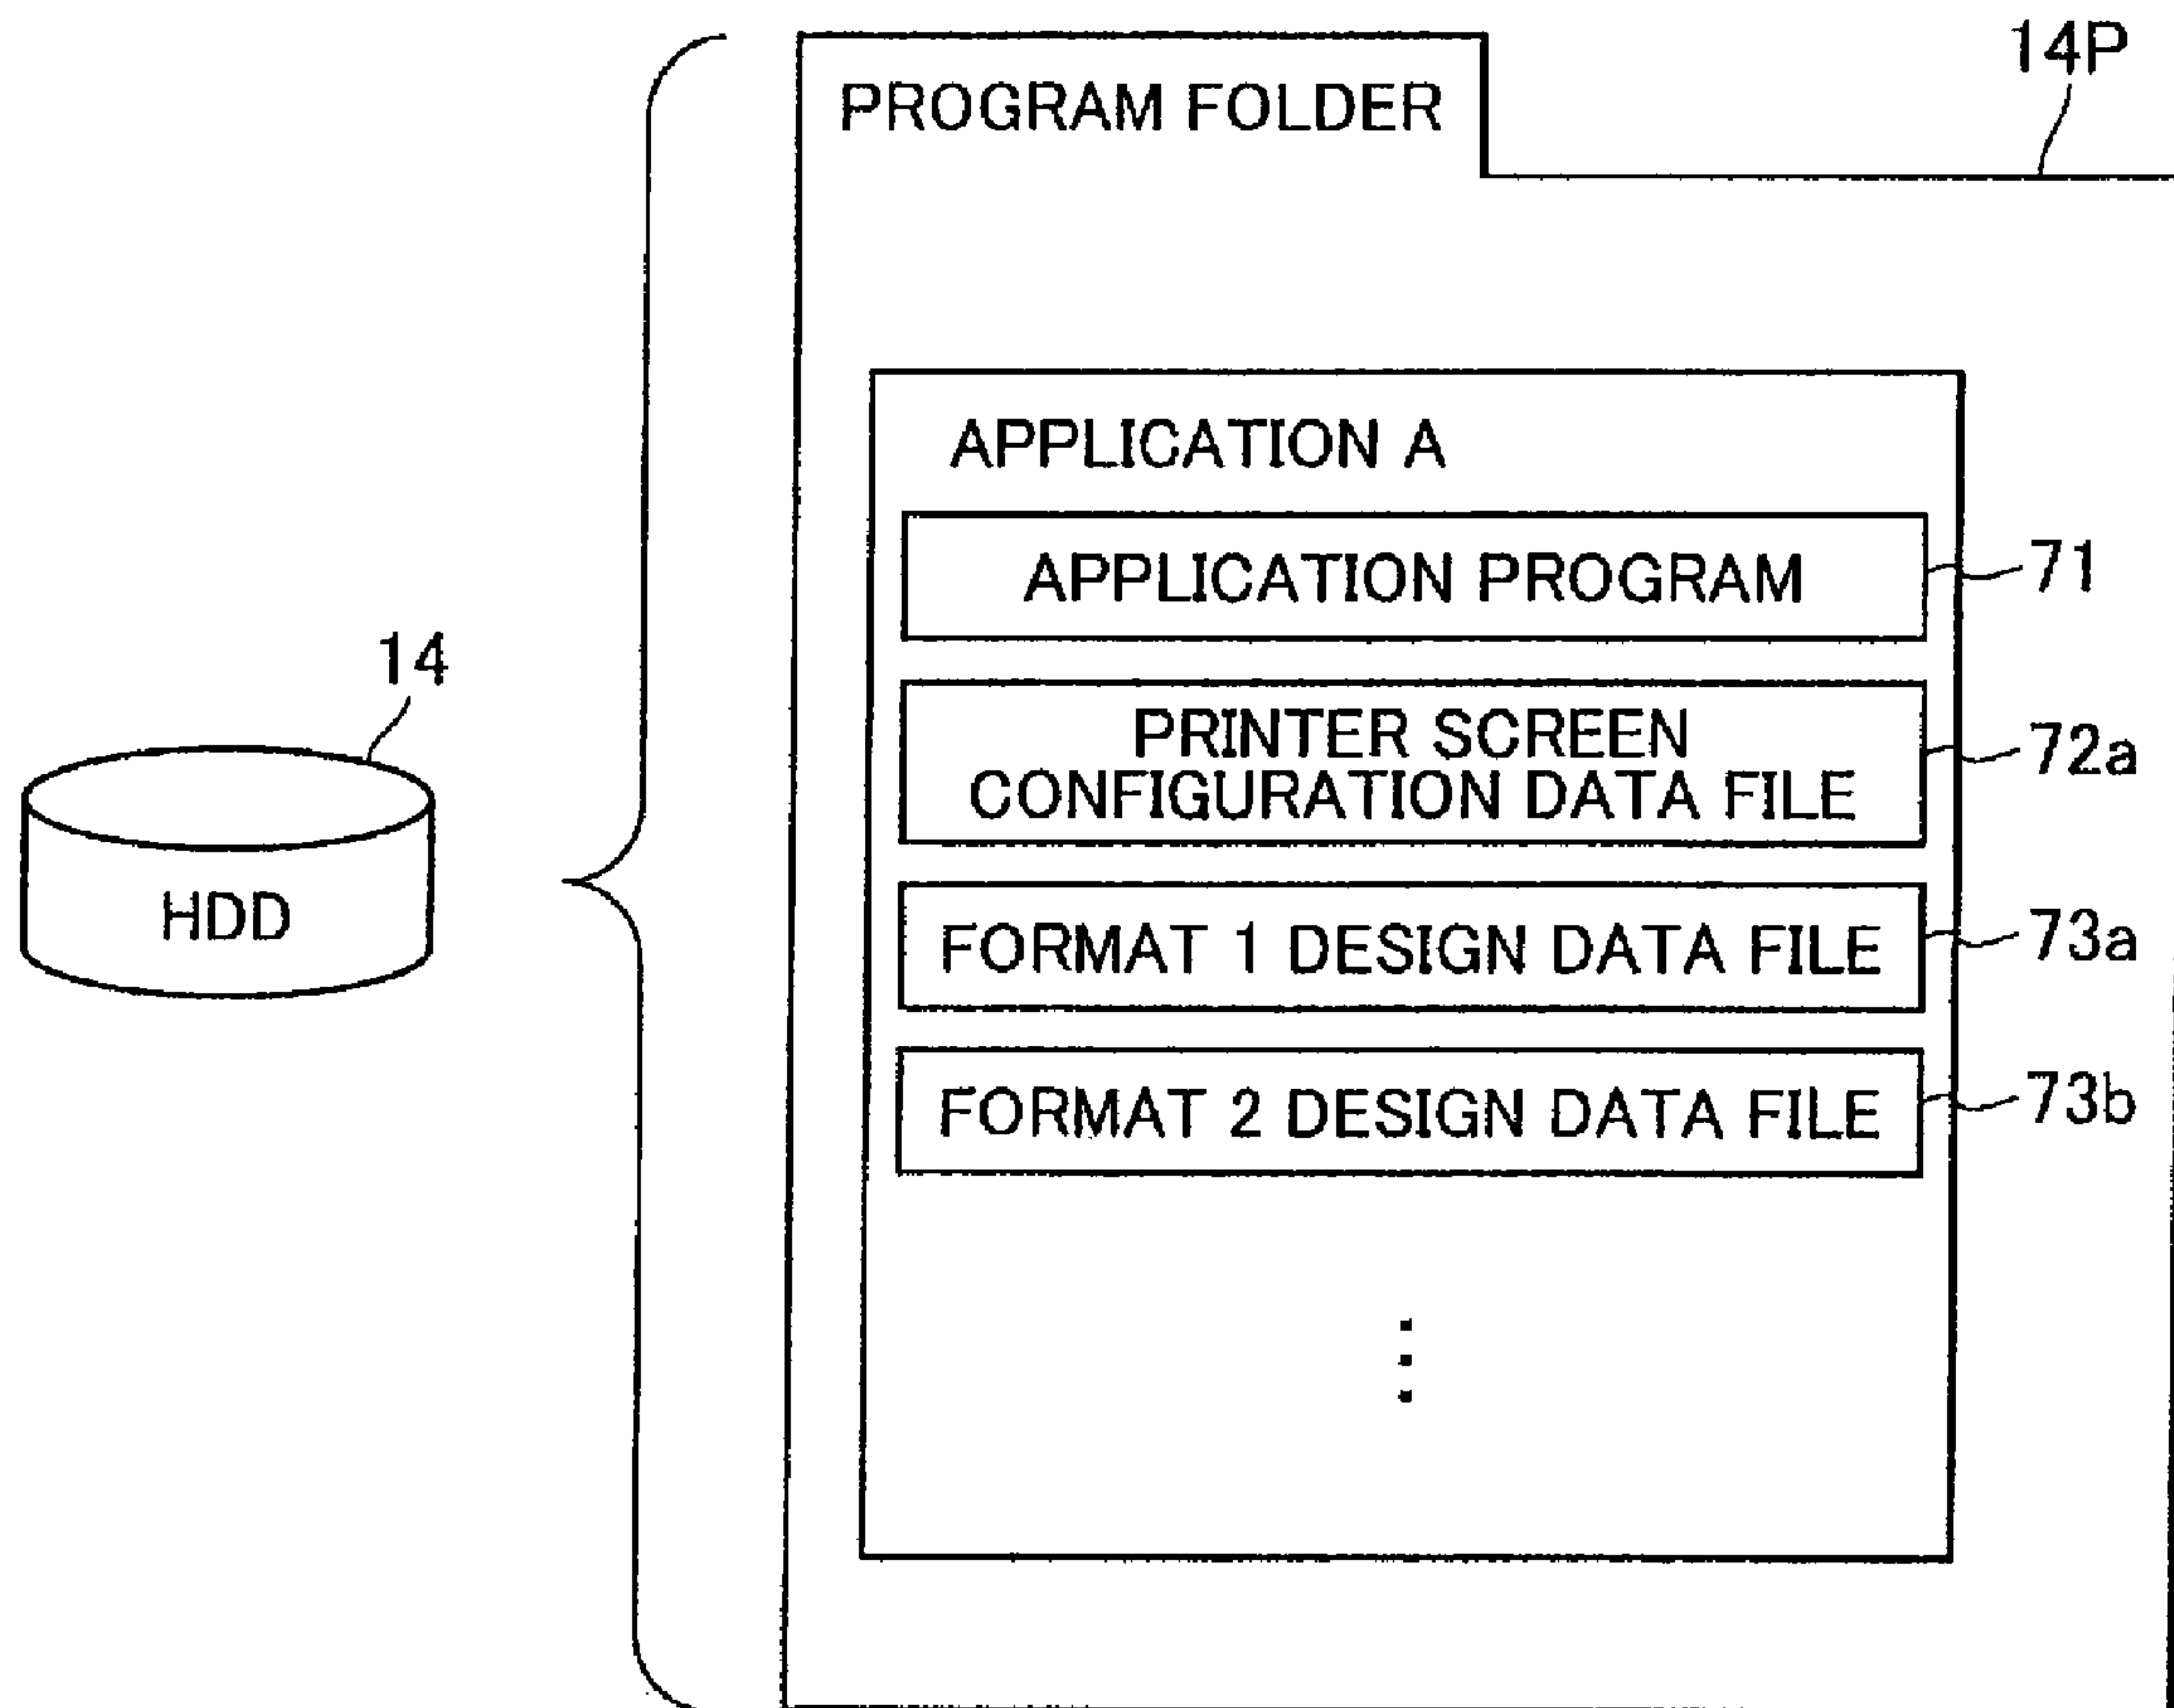 14P
PROGRAM FOLDER
APPLICATION A
APPLICATION PROGRAM
71
14
PRINTER SCREEN
CONFIGURATION DATA FILE
72a
HDD
FORMAT 1 DESIGN DATA FILE
73a
FORMAT 2 DESIGN DATA FILE
73b